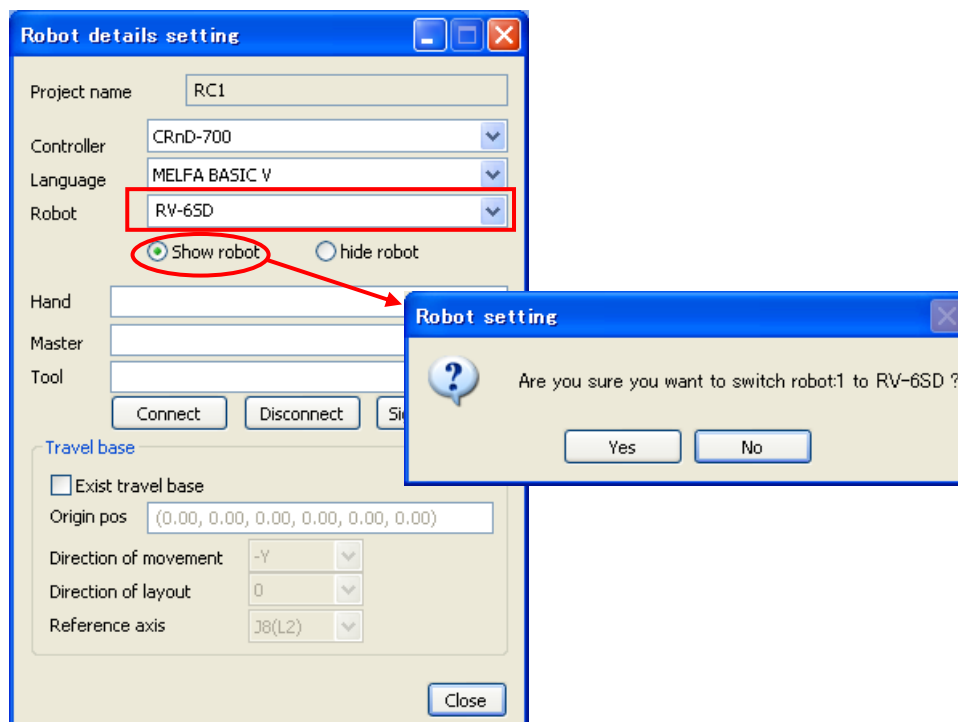 Robot details setting
Project name RC1
Controller CRnD-700
Language MELFA BASIC V
Robot RV-6SD
Show robot hide robot
Hand
Master
Tool
Connect Disconnect
Travel base
Exist travel base
Origin pos (0.00, 0.00, 0.00, 0.00, 0.00, 0.00)
Direction of movement -Y
Direction of layout 0
Reference axis J8(L2)
Close
Robot setting
Are you sure you want to switch robot:1 to RV-6SD ?
Yes No